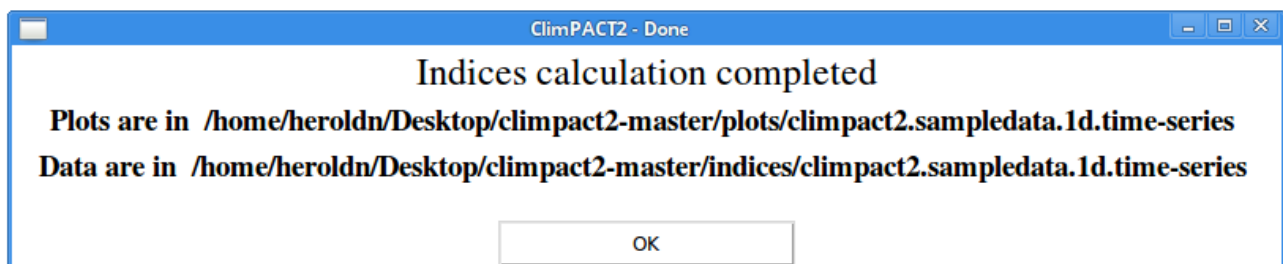 ClimPACT2 - Done
Indices calculation completed
Plots are in /home/heroldn/Desktop/climpact2-master/plots/climpact2.sampledata.1d.time-series
Data are in /home/heroldn/Desktop/climpact2-master/indices/climpact2.sampledata.1d.time-series
OK